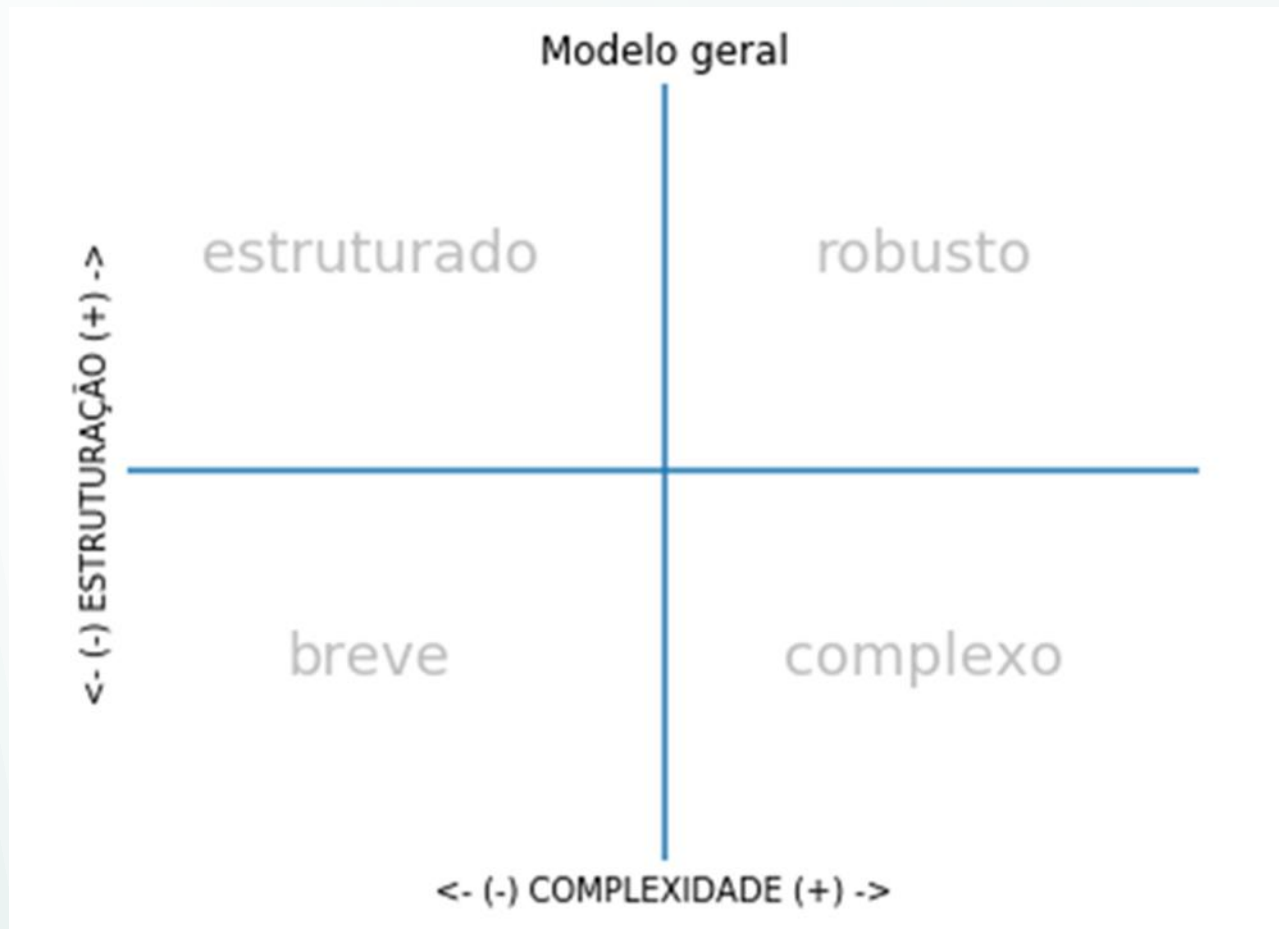 Modelo geral
estruturado
robusto
<- (-) ESTRUTURAÇÃO (+) ->
breve
complexo
<- (-) COMPLEXIDADE (+) ->